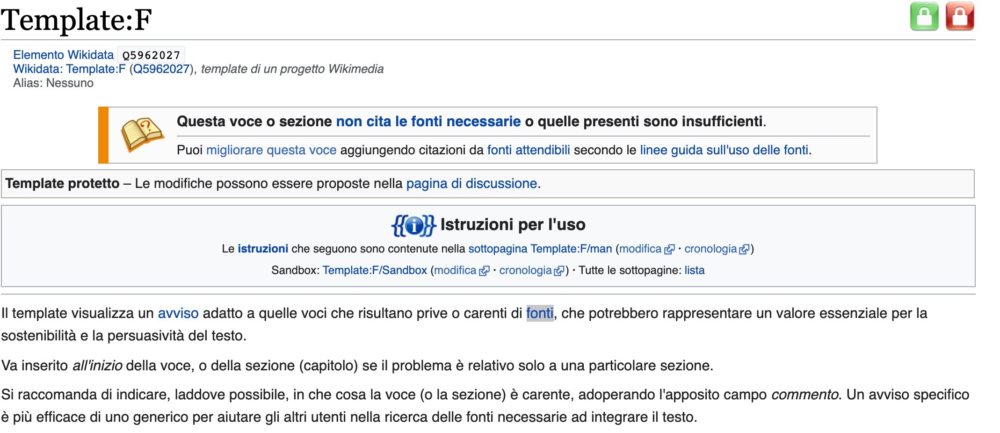 Template:F
Elemento Wikidata Q5962027
Wikidata: Template:F (Q5962027), template di un progetto Wikimedia
Alias: Nessuno
Questa voce o sezione non cita le fonti necessarie o quelle presenti sono insufficienti.
Puoi migliorare questa voce aggiungendo citazioni da fonti attendibili secondo le linee guida sull'uso delle fonti.
Template protetto – Le modifiche possono essere proposte nella pagina di discussione.
{{i}} Istruzioni per l'uso
Le istruzioni che seguono sono contenute nella sottopagina Template:F/man (modifica · cronologia)
Sandbox: Template:F/Sandbox (modifica · cronologia) · Tutte le sottopagine: lista
Il template visualizza un avviso adatto a quelle voci che risultano prive o carenti di fonti, che potrebbero rappresentare un valore essenziale per la
sostenibilità e la persuasività del testo.
Va inserito all'inizio della voce, o della sezione (capitolo) se il problema è relativo solo a una particolare sezione.
Si raccomanda di indicare, laddove possibile, in che cosa la voce (o la sezione) è carente, adoperando l'apposito campo commento. Un avviso specifico
è più efficace di uno generico per aiutare gli altri utenti nella ricerca delle fonti necessarie ad integrare il testo.